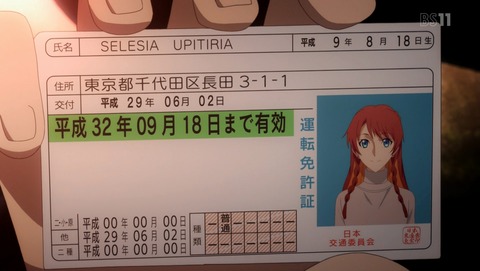 BS11
氏名 SELESIA UPITIRIA 平成 9年 8月 18日生
住所 東京都千代田区長田 3-1-1
交付 平成 29年 06月 02日
平成 32年 09月 18日まで有効
運転免許証
二・小・原 平成 00年 00月 00日
他 平成 29年 06月 02日
二種 平成 00年 00月 00日
種類 普通
日本
交通委員会